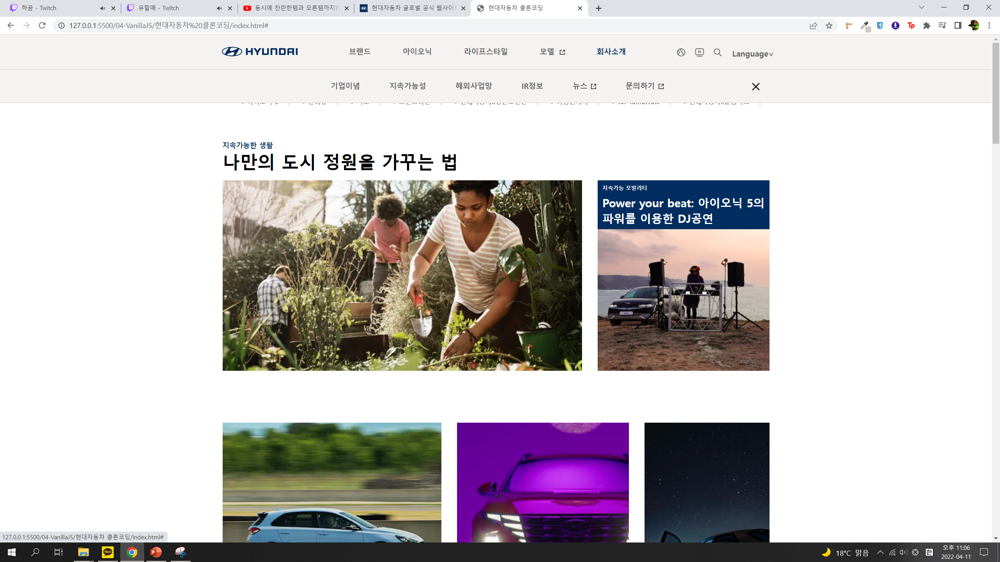 하꿈 - Twitch
유할매 - Twitch
동시에 찬란한템과 오른템까지?!
현대자동차 글로벌 공식 웹사이트
현대자동차 클론코딩
127.0.0.1:5500/04-VanillaJS/현대자동차%20클론코딩/index.html#
HYUNDAI
브랜드
아이오닉
라이프스타일
모델
회사소개
Language
기업이념
지속가능성
해외사업망
IR정보
뉴스
문의하기
지속가능한 생활
나만의 도시 정원을 가꾸는 법
지속가능 모빌리티
Power your beat: 아이오닉 5의
파워를 이용한 DJ공연
127.0.0.1:5500/04-VanillaJS/현대자동차 클론코딩/index.html#
TALK
18°C 맑음
한
오후 11:06
2022-04-11